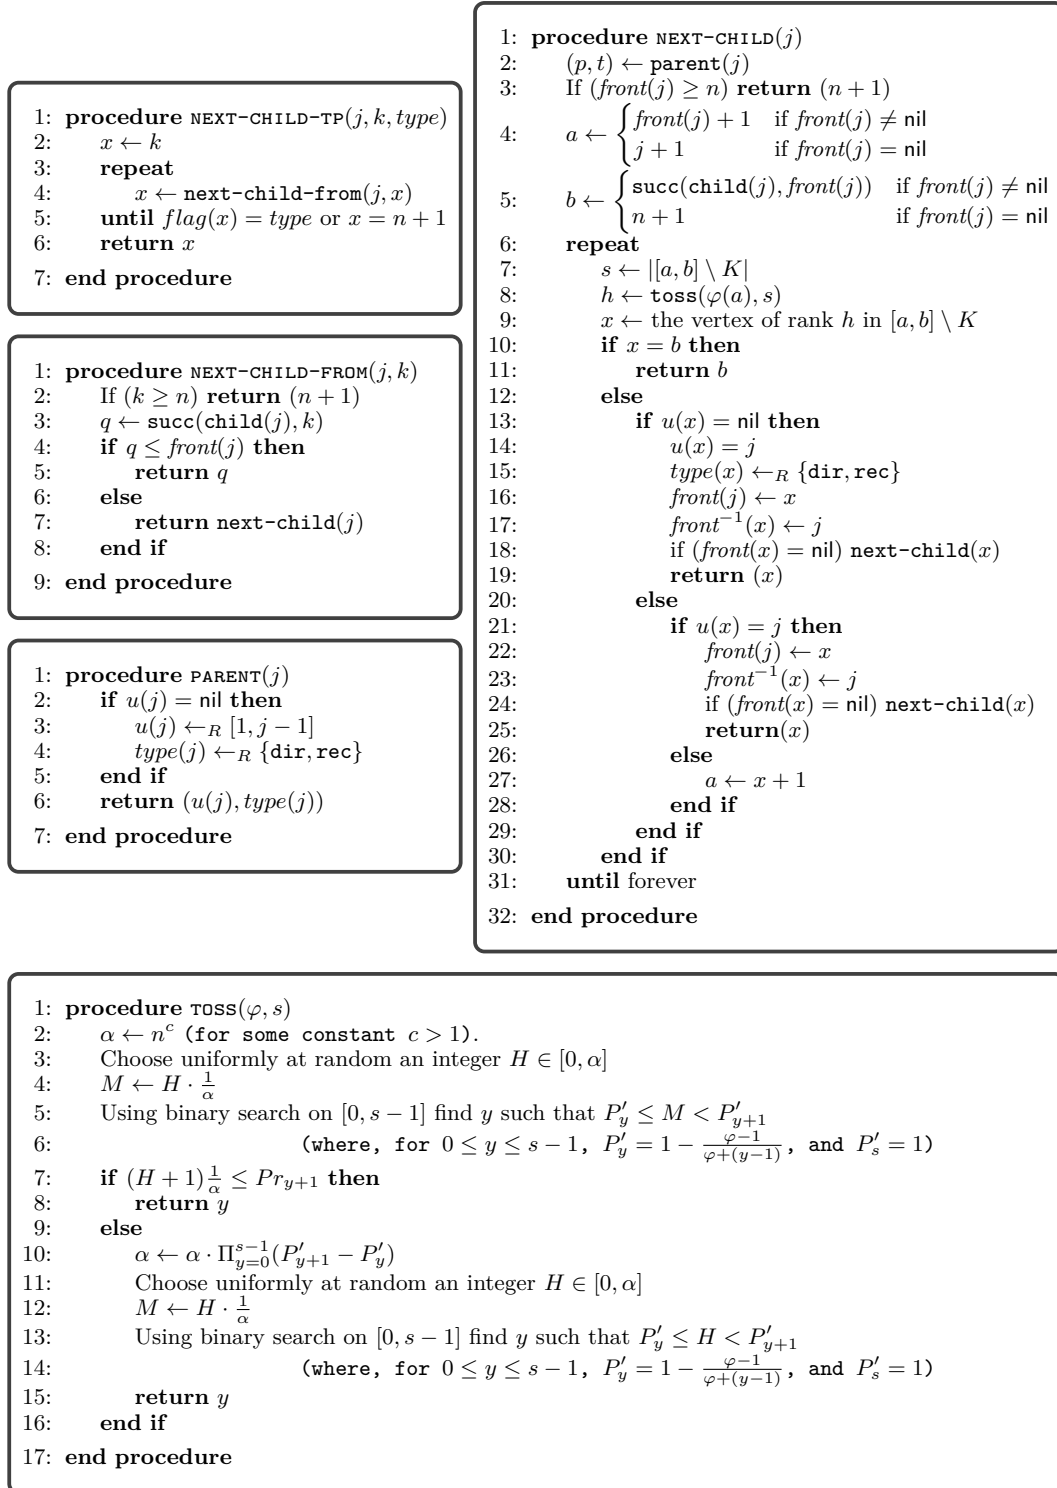 1: procedure NEXT-CHILD-TP(j, k, type)
2: x ← k
3: repeat
4: x ← next-child-from(j, x)
5: until flag(x) = type or x = n + 1
6: return x
7: end procedure
1: procedure NEXT-CHILD-FROM(j, k)
2: If (k ≥ n) return (n + 1)
3: q ← succ(child(j), k)
4: if q ≤ front(j) then
5: return q
6: else
7: return next-child(j)
8: end if
9: end procedure
1: procedure PARENT(j)
2: if u(j) = nil then
3: u(j) ←_R [1, j − 1]
4: type(j) ←_R {dir, rec}
5: end if
6: return (u(j), type(j))
7: end procedure
1: procedure NEXT-CHILD(j)
2: (p, t) ← parent(j)
3: If (front(j) ≥ n) return (n + 1)
4: a ← { front(j) + 1 if front(j) ≠ nil
j + 1 if front(j) = nil
5: b ← { succ(child(j), front(j)) if front(j) ≠ nil
n + 1 if front(j) = nil
6: repeat
7: s ← |[a, b] \ K|
8: h ← toss(φ(a), s)
9: x ← the vertex of rank h in [a, b] \ K
10: if x = b then
11: return b
12: else
13: if u(x) = nil then
14: u(x) = j
15: type(x) ←_R {dir, rec}
16: front(j) ← x
17: front⁻¹(x) ← j
18: if (front(x) = nil) next-child(x)
19: return (x)
20: else
21: if u(x) = j then
22: front(j) ← x
23: front⁻¹(x) ← j
24: if (front(x) = nil) next-child(x)
25: return(x)
26: else
27: a ← x + 1
28: end if
29: end if
30: end if
31: until forever
32: end procedure
1: procedure TOSS(φ, s)
2: α ← n^c (for some constant c > 1).
3: Choose uniformly at random an integer H ∈ [0, α]
4: M ← H · 1/α
5: Using binary search on [0, s − 1] find y such that P′_y ≤ M < P′_{y+1}
6: (where, for 0 ≤ y ≤ s − 1, P′_y = 1 − (φ−1)/(φ+(y−1)), and P′_s = 1)
7: if (H + 1) 1/α ≤ Pr_{y+1} then
8: return y
9: else
10: α ← α · Π_{y=0}^{s−1}(P′_{y+1} − P′_y)
11: Choose uniformly at random an integer H ∈ [0, α]
12: M ← H · 1/α
13: Using binary search on [0, s − 1] find y such that P′_y ≤ H < P′_{y+1}
14: (where, for 0 ≤ y ≤ s − 1, P′_y = 1 − (φ−1)/(φ+(y−1)), and P′_s = 1)
15: return y
16: end if
17: end procedure